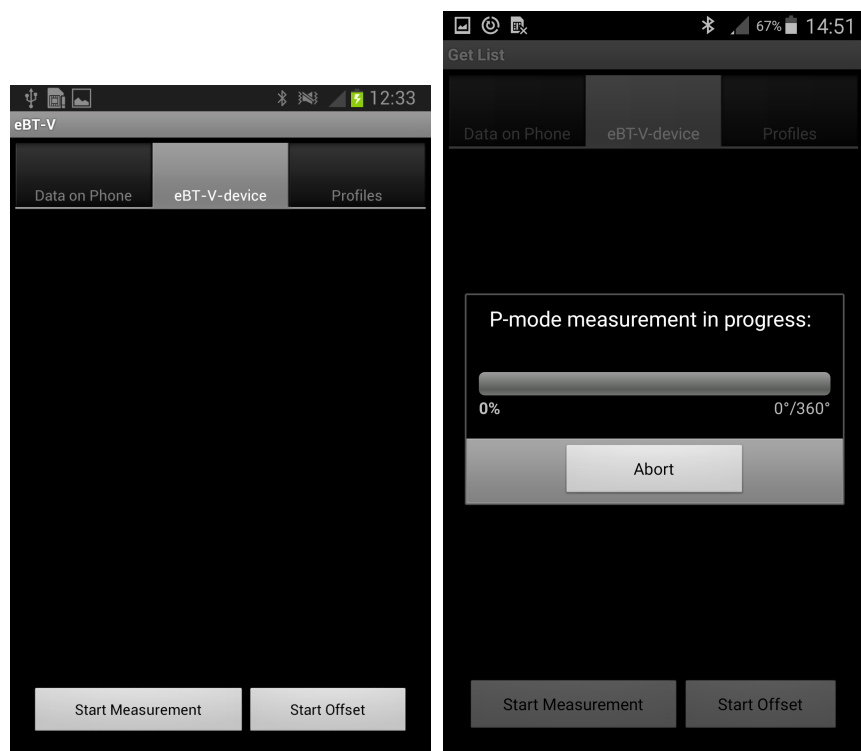 12:33
eBT-V
Data on Phone eBT-V-device Profiles
Start Measurement Start Offset
67% 14:51
Get List
Data on Phone eBT-V-device Profiles
P-mode measurement in progress:
0% 0°/360°
Abort
Start Measurement Start Offset